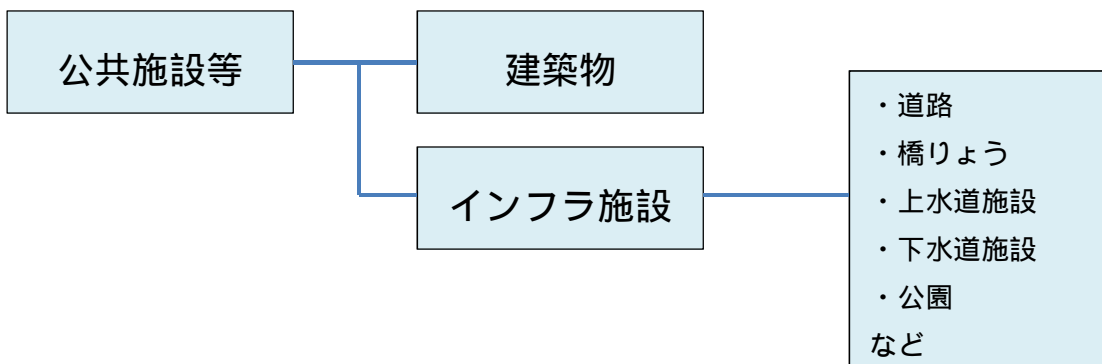 公共施設等
建築物
インフラ施設
・道路
・橋りょう
・上水道施設
・下水道施設
・公園
など